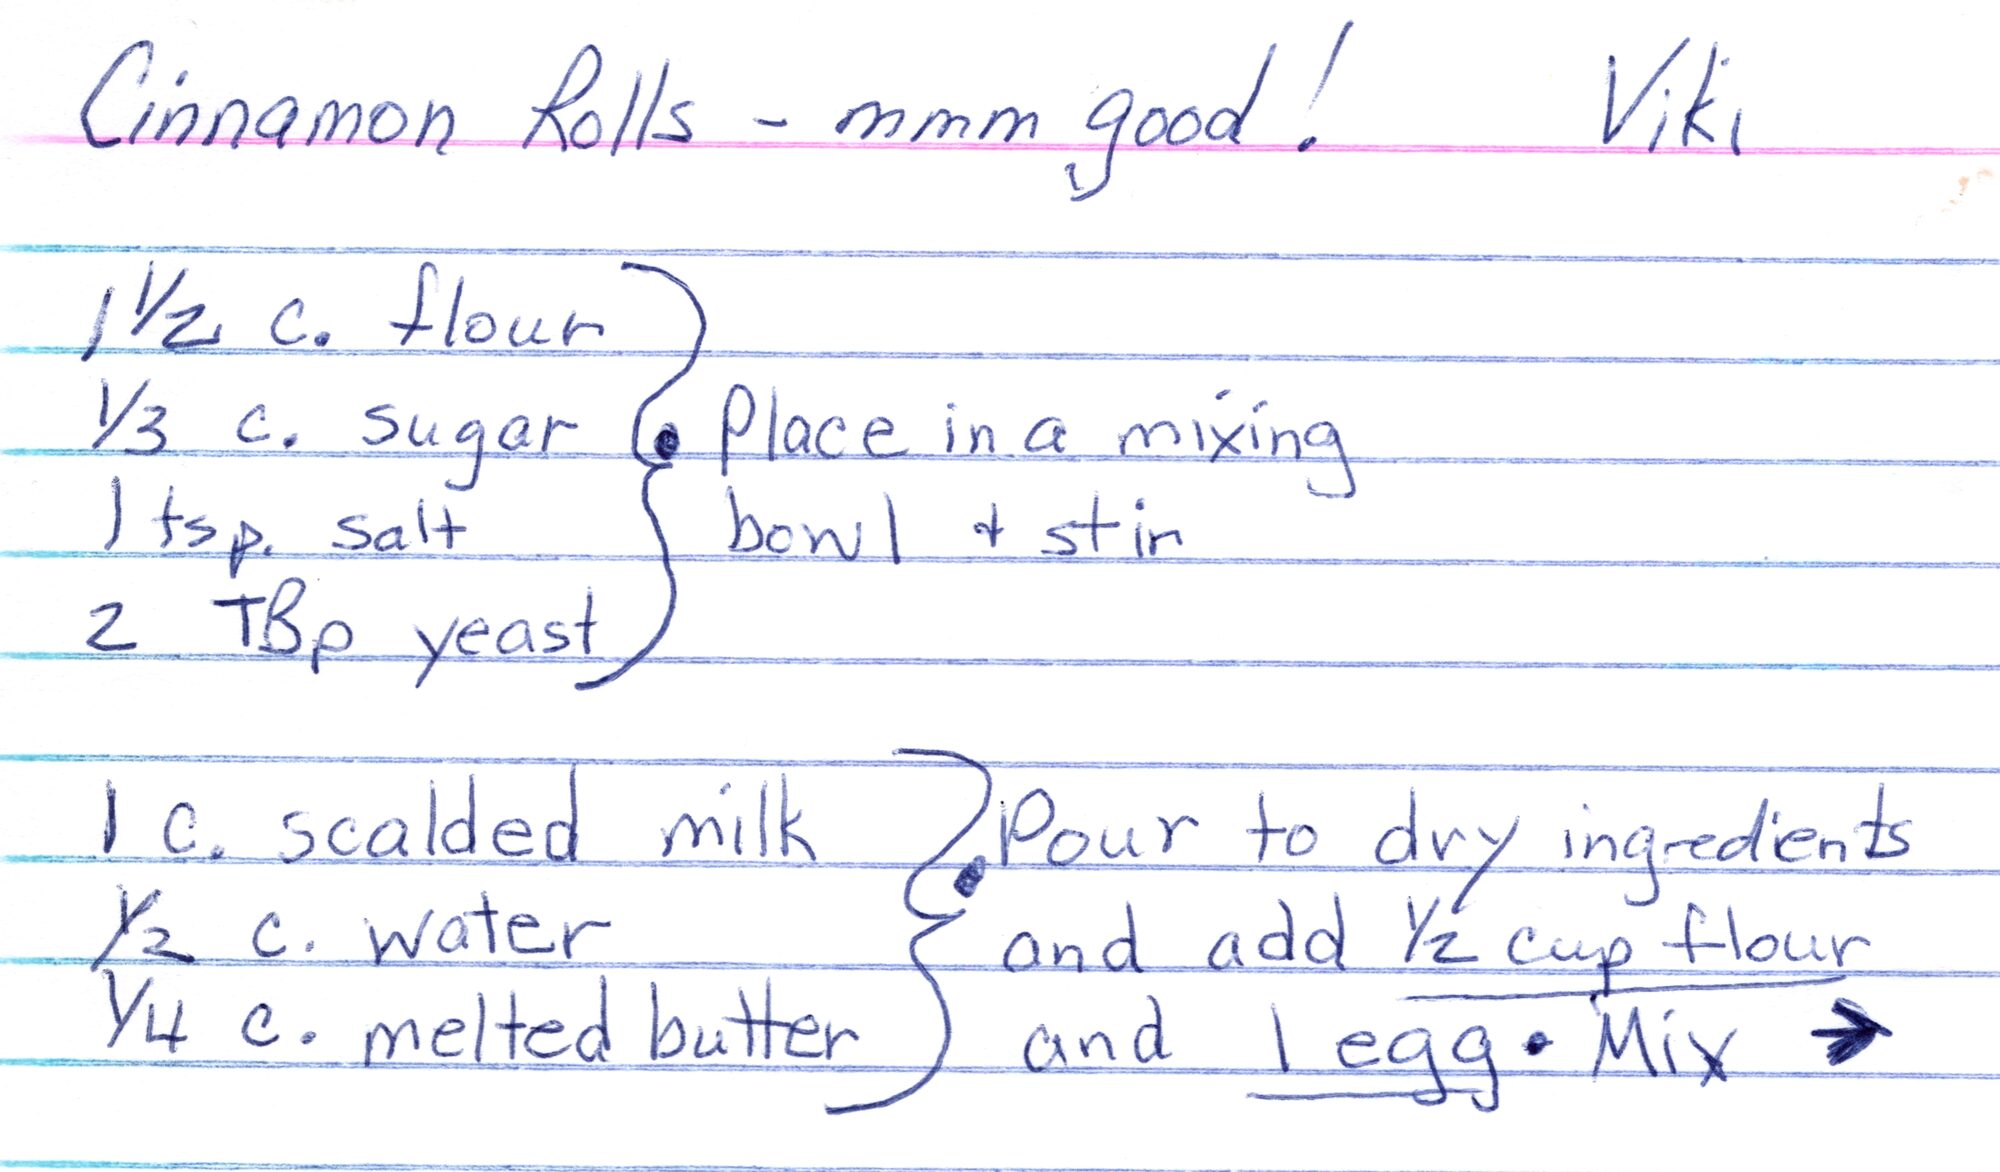 Cinnamon Rolls - mmm good! Viki
1 1/2 c. flour
1/3 c. sugar
1 tsp. salt
2 TBp yeast
• Place in a mixing
bowl + stir
1 c. scalded milk
1/2 c. water
1/4 c. melted butter
• Pour to dry ingredients
and add 1/2 cup flour
and 1 egg • Mix →